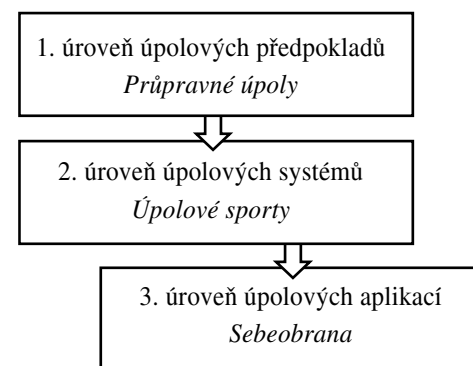 1. úroveň úpolových předpokladů
Průpravné úpoly
2. úroveň úpolových systémů
Úpolové sporty
3. úroveň úpolových aplikací
Sebeobrana